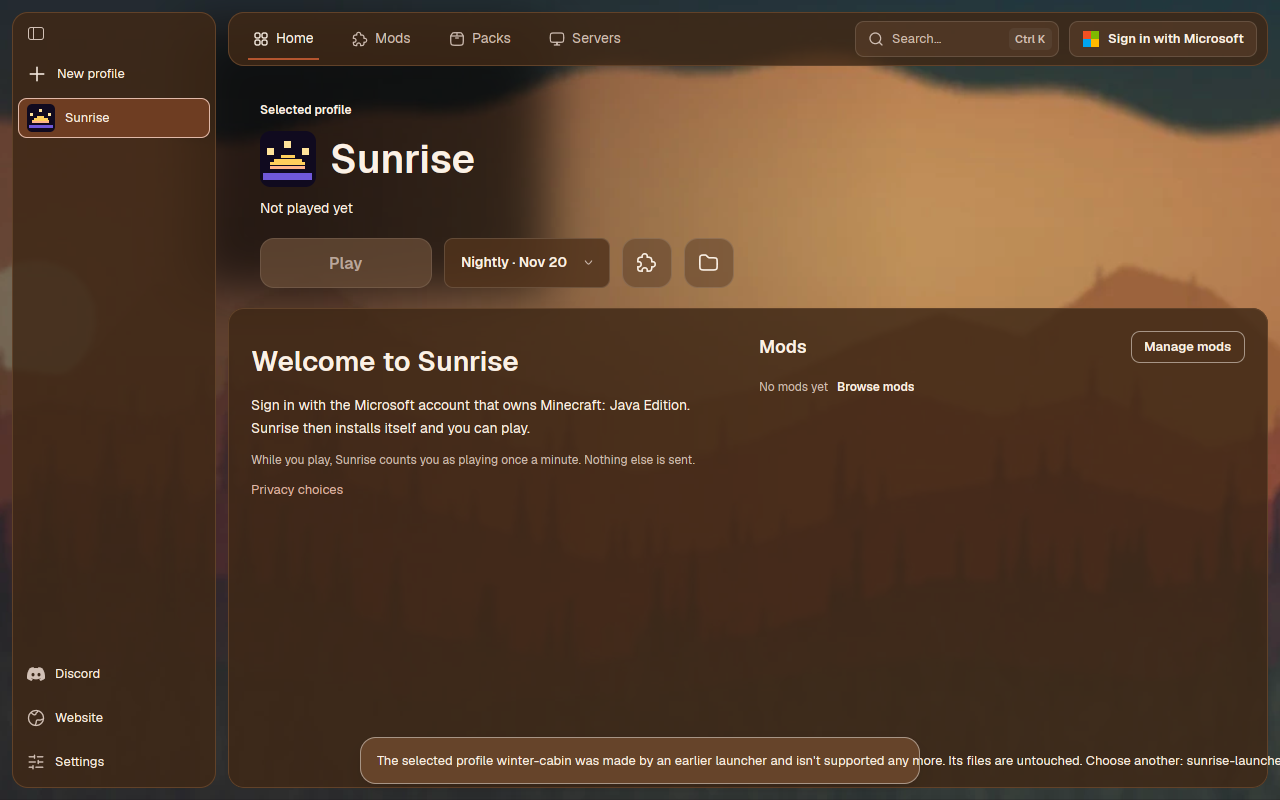 New profile
Sunrise
Discord
Website
Settings
Home
Mods
Packs
Servers
Search...
Ctrl K
Sign in with Microsoft
Selected profile
Sunrise
Not played yet
Play
Nightly · Nov 20
Welcome to Sunrise
Sign in with the Microsoft account that owns Minecraft: Java Edition.
Sunrise then installs itself and you can play.
While you play, Sunrise counts you as playing once a minute. Nothing else is sent.
Privacy choices
Mods
Manage mods
No mods yet Browse mods
The selected profile winter-cabin was made by an earlier launcher and isn't supported any more. Its files are untouched. Choose another: sunrise-launche